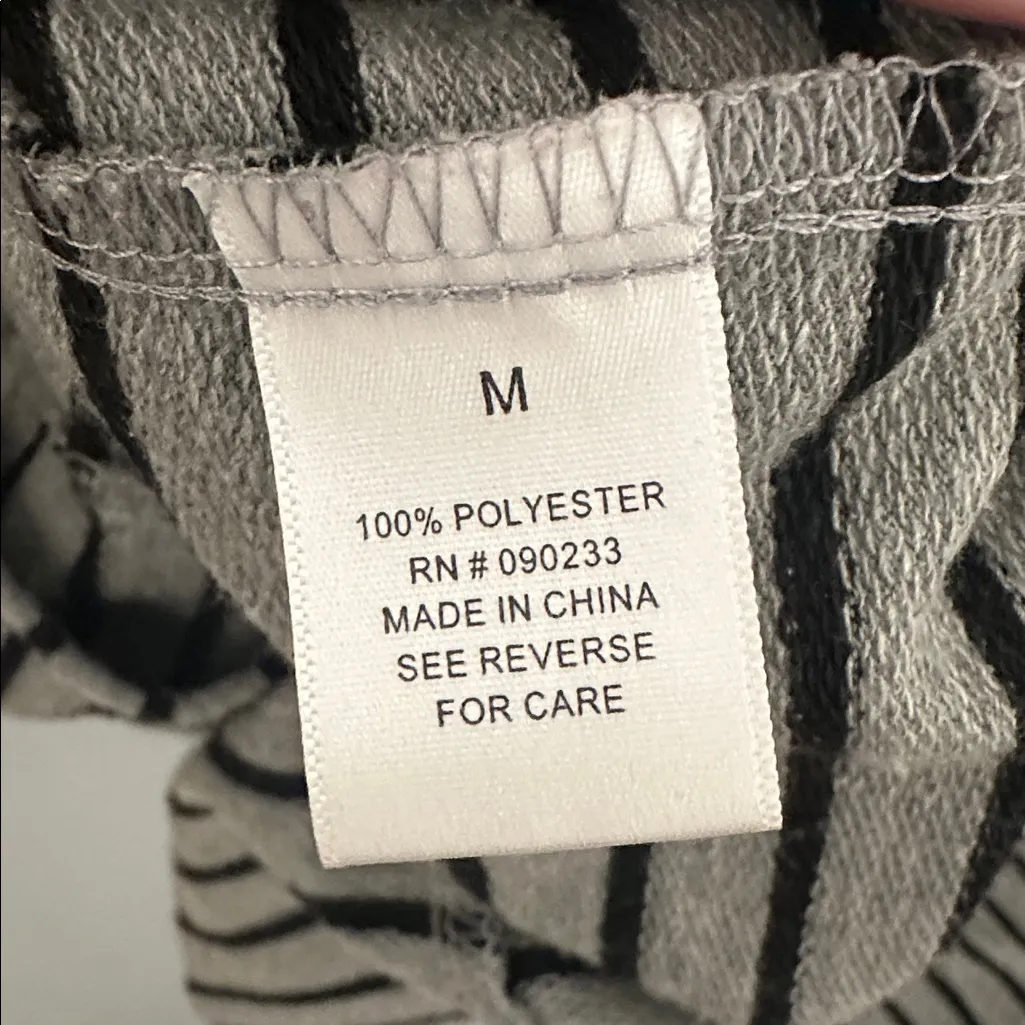 M
100% POLYESTER
RN # 090233
MADE IN CHINA
SEE REVERSE
FOR CARE